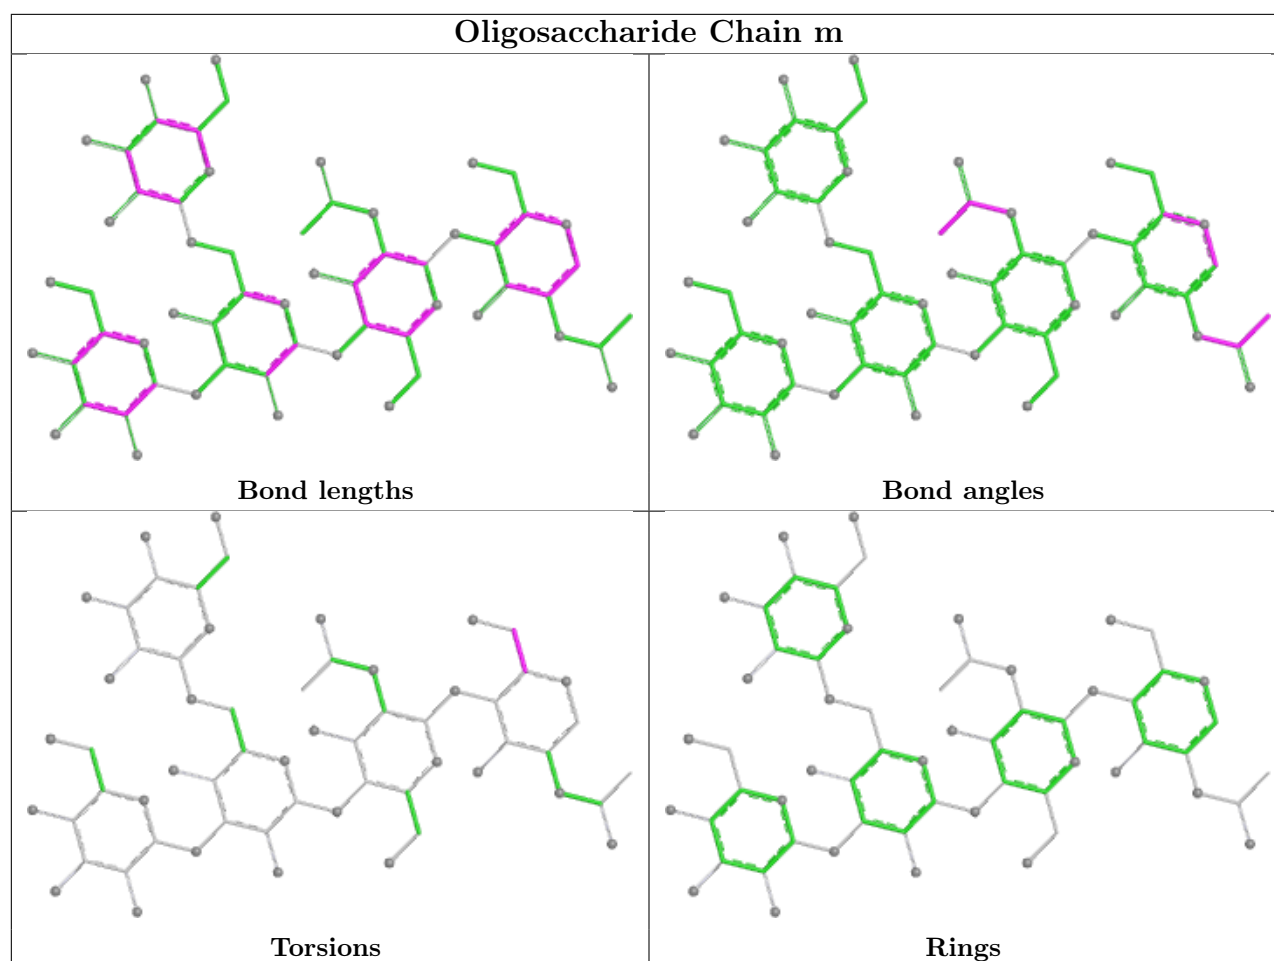 Oligosaccharide Chain m
Bond lengths
Bond angles
Torsions
Rings